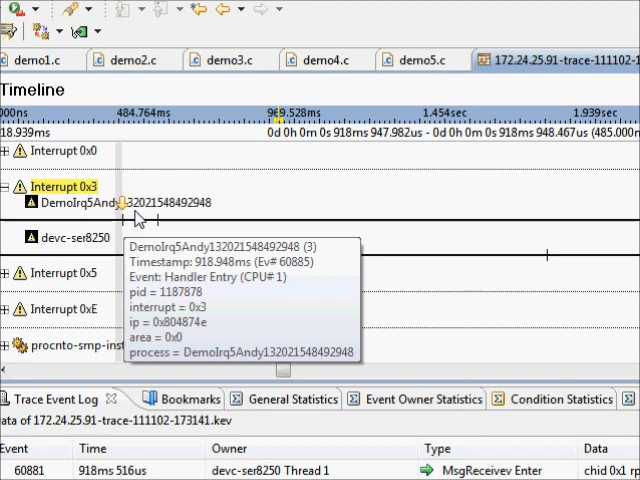 demo1.c demo2.c demo3.c demo4.c demo5.c 172.24.25.91-trace-111102-1
Timeline
000ns 484.764ms 969.528ms 1.454sec 1.939sec
18.939ms 0d 0h 0m 0s 918ms 947.982us - 0d 0h 0m 0s 918ms 948.467us (485.000n
Interrupt 0x0
Interrupt 0x3
DemoIrq5Andy132021548492948
devc-ser8250
DemoIrq5Andy132021548492948 (3)
Timestamp: 918.948ms (Ev# 60885)
Event: Handler Entry (CPU# 1)
pid = 1187878
interrupt = 0x3
ip = 0x804874e
area = 0x0
process = DemoIrq5Andy132021548492948
Interrupt 0x5
Interrupt 0xE
procnto-smp-inst
Trace Event Log Bookmarks General Statistics Event Owner Statistics Condition Statistics
ata of 172.24.25.91-trace-111102-173141.kev
Event Time Owner Type Data
60881 918ms 516us devc-ser8250 Thread 1 MsgReceivev Enter chid 0x1 rp